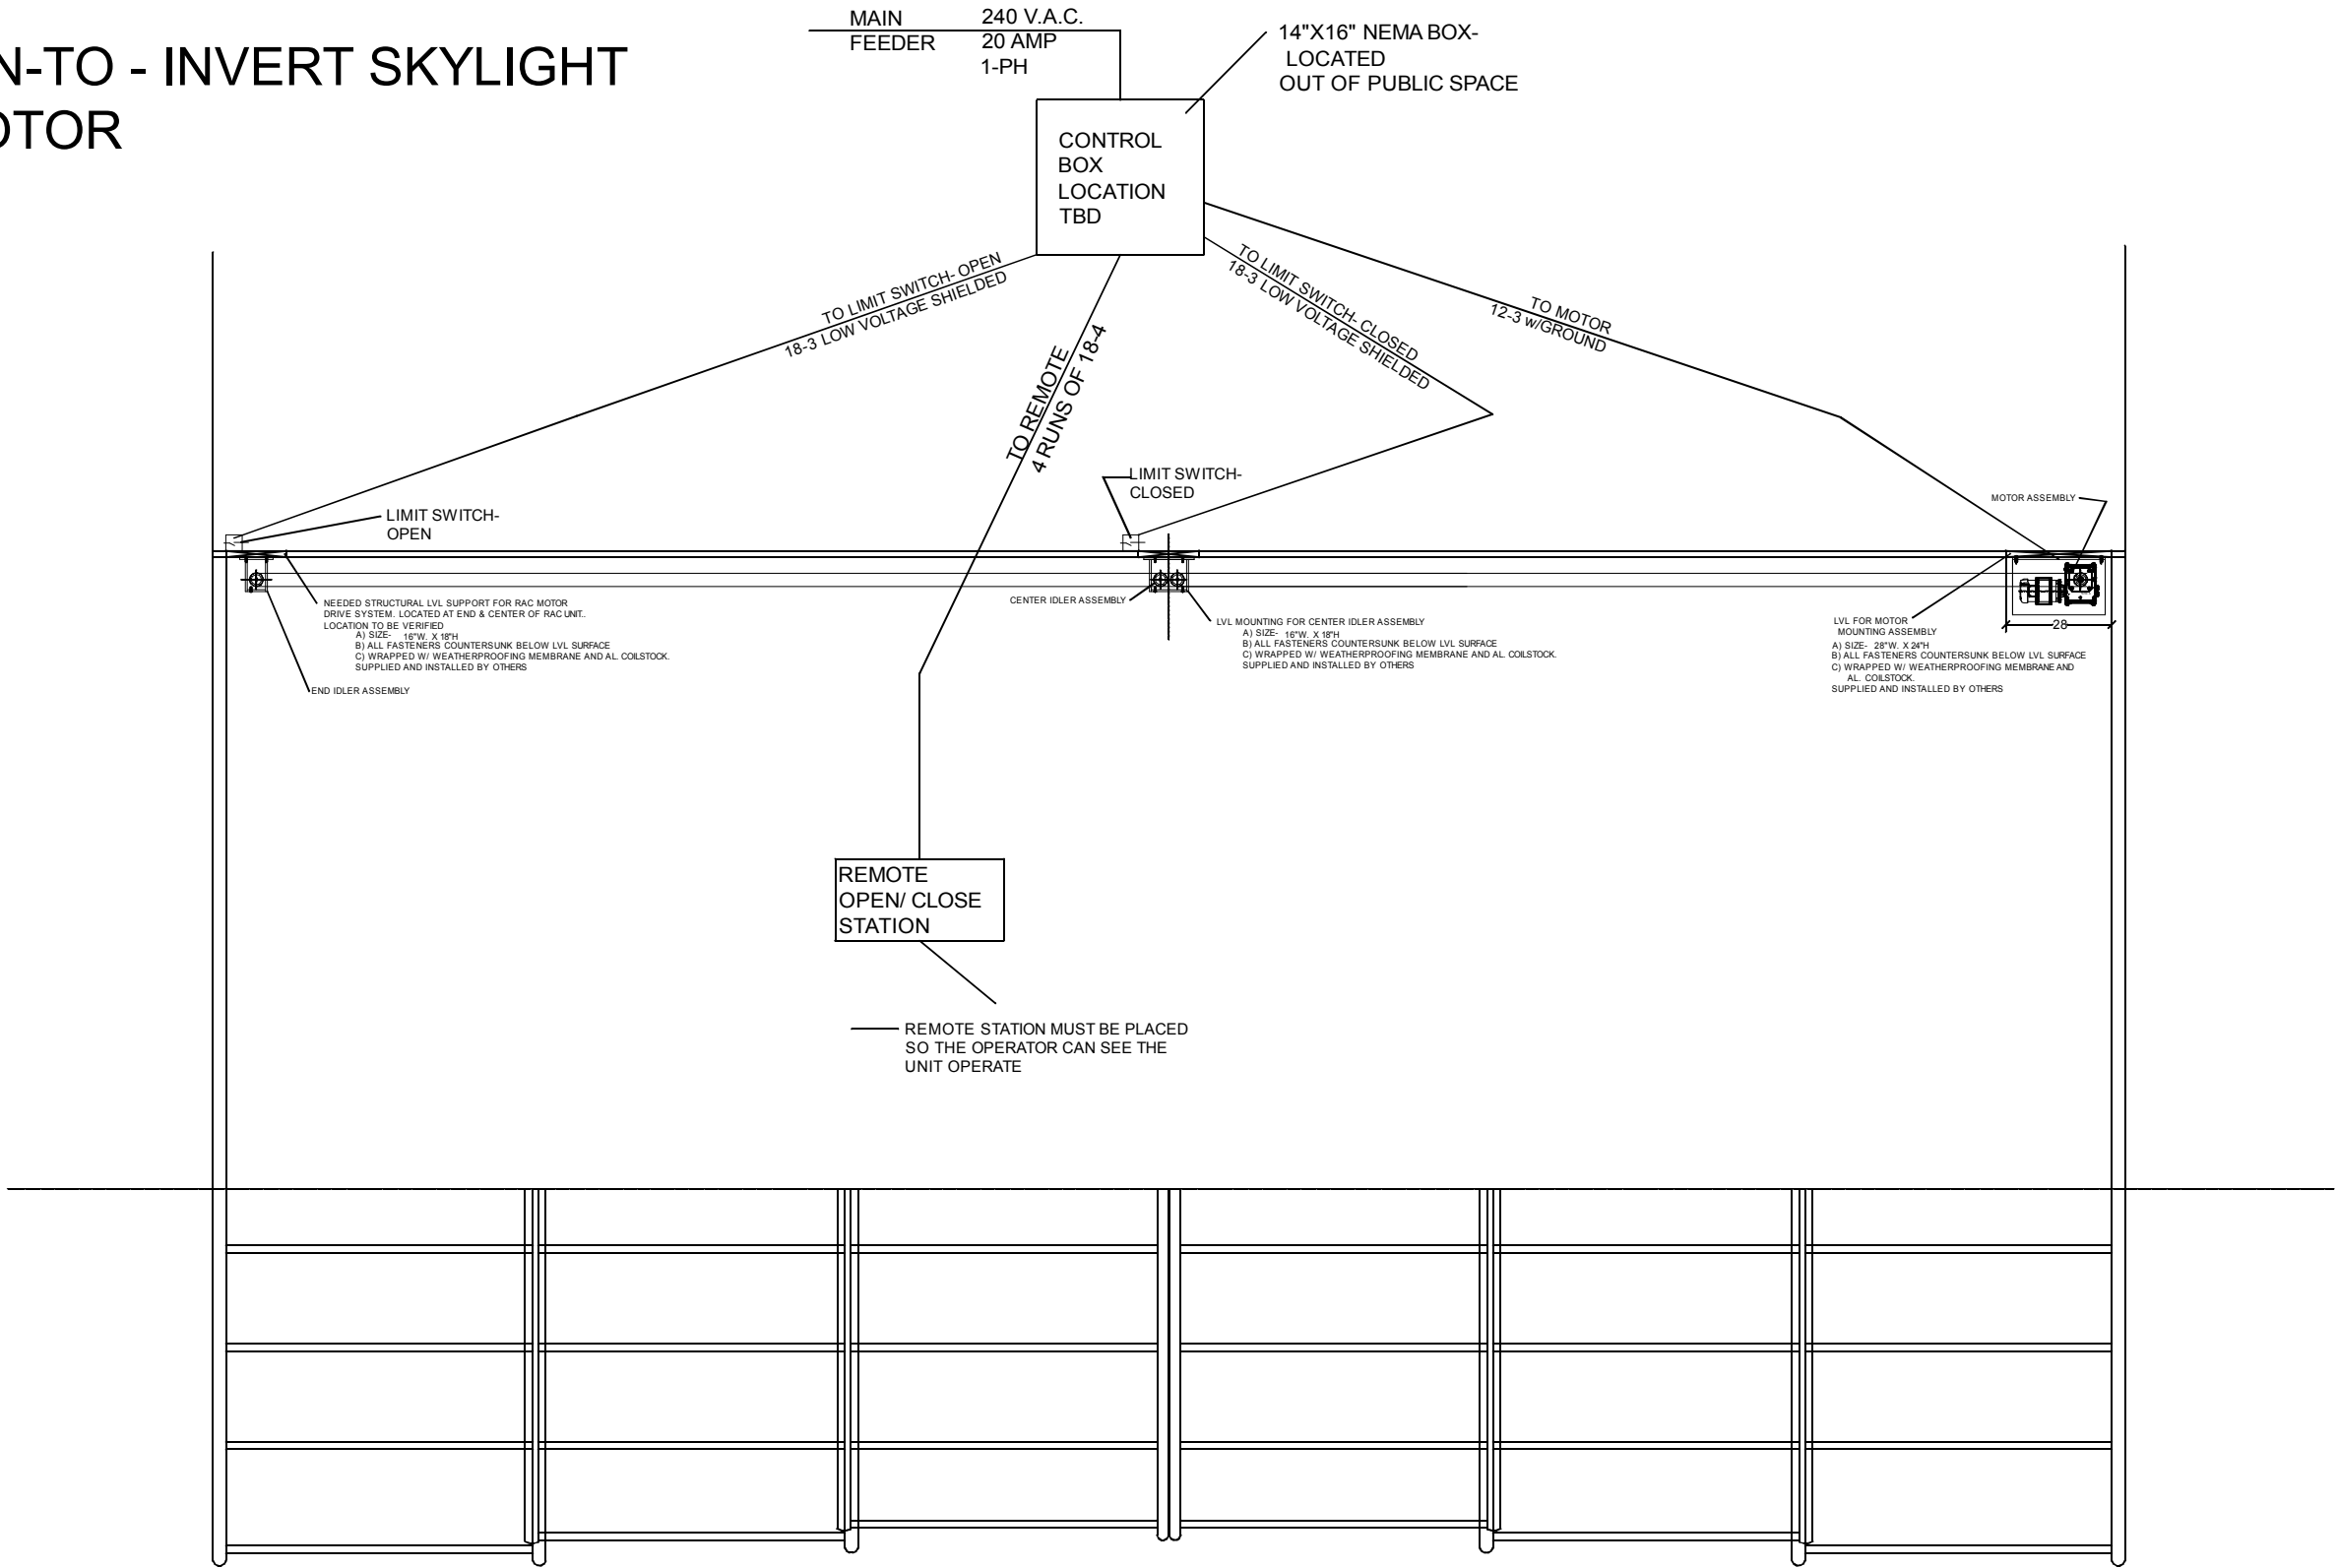 N-TO - INVERT SKYLIGHT
OTOR
MAIN
FEEDER
240 V.A.C.
20 AMP
1-PH
14"X16" NEMA BOX-
LOCATED
OUT OF PUBLIC SPACE
CONTROL
BOX
LOCATION
TBD
TO LIMIT SWITCH- OPEN
18-3 LOW VOLTAGE SHIELDED
TO REMOTE
4 RUNS OF 18-4
TO LIMIT SWITCH- CLOSED
18-3 LOW VOLTAGE SHIELDED
TO MOTOR
12-3 w/GROUND
LIMIT SWITCH-
OPEN
LIMIT SWITCH-
CLOSED
MOTOR ASSEMBLY
NEEDED STRUCTURAL LVL SUPPORT FOR RAC MOTOR
DRIVE SYSTEM. LOCATED AT END & CENTER OF RAC UNIT..
LOCATION TO BE VERIFIED
A) SIZE- 16"W. X 18"H
B) ALL FASTENERS COUNTERSUNK BELOW LVL SURFACE
C) WRAPPED W/ WEATHERPROOFING MEMBRANE AND AL. COILSTOCK.
SUPPLIED AND INSTALLED BY OTHERS
END IDLER ASSEMBLY
CENTER IDLER ASSEMBLY
LVL MOUNTING FOR CENTER IDLER ASSEMBLY
A) SIZE- 16"W. X 18"H
B) ALL FASTENERS COUNTERSUNK BELOW LVL SURFACE
C) WRAPPED W/ WEATHERPROOFING MEMBRANE AND AL. COILSTOCK.
SUPPLIED AND INSTALLED BY OTHERS
28
LVL FOR MOTOR
MOUNTING ASSEMBLY
A) SIZE- 28"W. X 24"H
B) ALL FASTENERS COUNTERSUNK BELOW LVL SURFACE
C) WRAPPED W/ WEATHERPROOFING MEMBRANE AND
AL. COILSTOCK.
SUPPLIED AND INSTALLED BY OTHERS
REMOTE
OPEN/ CLOSE
STATION
REMOTE STATION MUST BE PLACED
SO THE OPERATOR CAN SEE THE
UNIT OPERATE